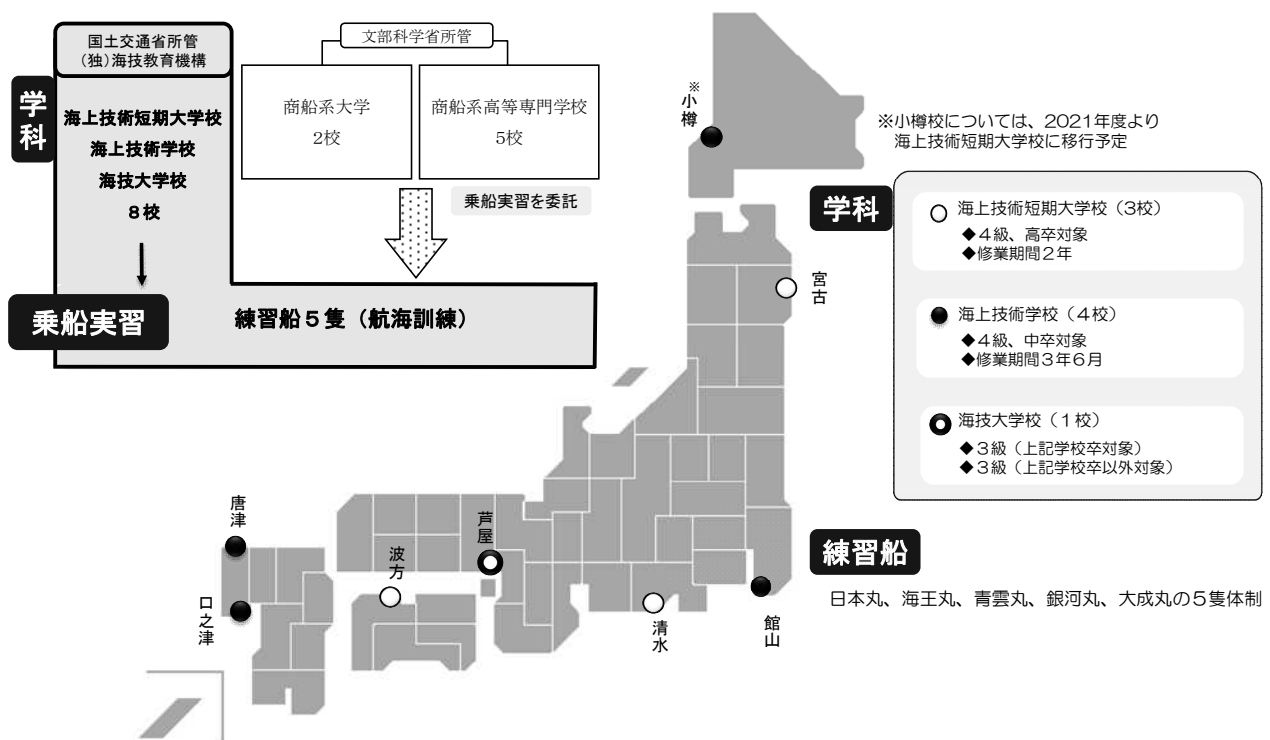 国土交通省所管
(独)海技教育機構
学科
海上技術短期大学校
海上技術学校
海技大学校
8校
文部科学省所管
商船系大学
2校
商船系高等専門学校
5校
乗船実習を委託
乗船実習
練習船5隻（航海訓練）
※
小樽
※小樽校については、2021年度より
海上技術短期大学校に移行予定
学科
海上技術短期大学校（3校）
◆4級、高卒対象
◆修業期間2年
海上技術学校（4校）
◆4級、中卒対象
◆修業期間3年6月
海技大学校（1校）
◆3級（上記学校卒対象）
◆3級（上記学校卒以外対象）
宮古
唐津
口之津
波方
芦屋
清水
館山
練習船
日本丸、海王丸、青雲丸、銀河丸、大成丸の5隻体制